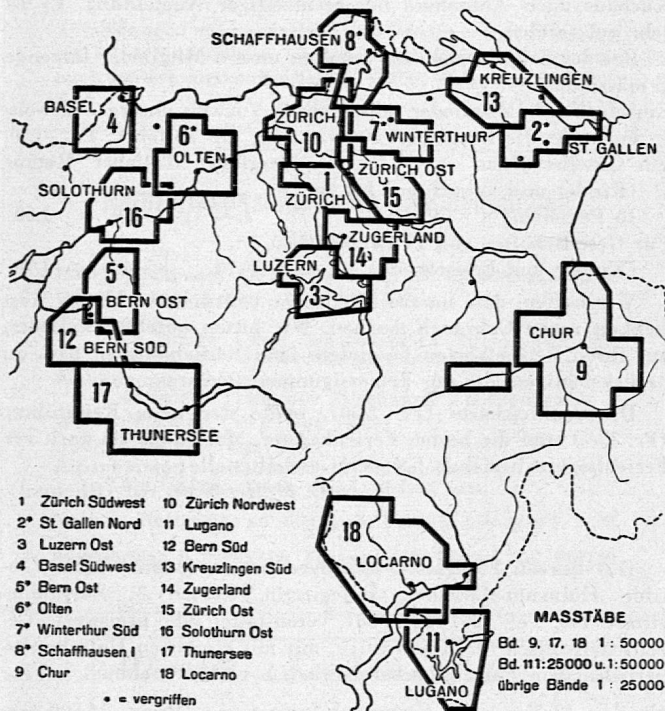 SCHAFFHAUSEN
8*
KREUZLINGEN
13
BASEL
4
ZÜRICH
10
7*
WINTERTHUR
2*
ST. GALLEN
6*
OLTEN
ZÜRICH OST
15
SOLOTHURN
16
1
ZÜRICH
ZUGERLAND
14
LUZERN
3
5*
BERN OST
12
BERN SÜD
CHUR
9
17
THUNERSEE
18
LOCARNO
11
LUGANO
1 Zürich Südwest
2* St. Gallen Nord
3 Luzern Ost
4 Basel Südwest
5* Bern Ost
6* Olten
7* Winterthur Süd
8* Schaffhausen I
9 Chur
10 Zürich Nordwest
11 Lugano
12 Bern Süd
13 Kreuzlingen Süd
14 Zugerland
15 Zürich Ost
16 Solothurn Ost
17 Thunersee
18 Locarno
* = vergriffen
MASSTÄBE
Bd. 9, 17, 18 1:50000
Bd. 11 1:25000 u. 1:50000
übrige Bände 1:25000